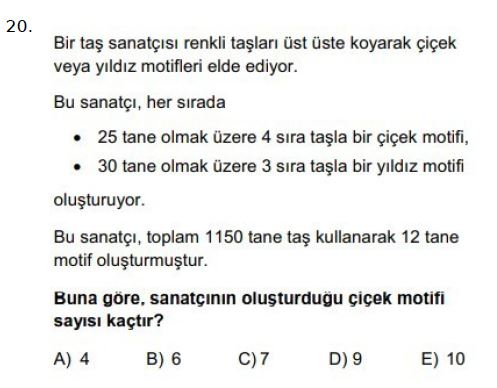 20.
Bir taş sanatçısı renkli taşları üst üste koyarak çiçek
veya yıldız motifleri elde ediyor.
Bu sanatçı, her sırada
• 25 tane olmak üzere 4 sıra taşla bir çiçek motifi,
• 30 tane olmak üzere 3 sıra taşla bir yıldız motifi
oluşturuyor.
Bu sanatçı, toplam 1150 tane taş kullanarak 12 tane
motif oluşturmuştur.
Buna göre, sanatçının oluşturduğu çiçek motifi
sayısı kaçtır?
A) 4 B) 6 C) 7 D) 9 E) 10